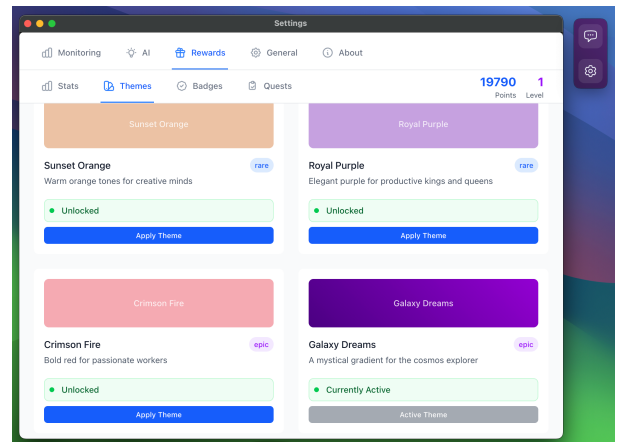 Settings
Monitoring AI Rewards General About
Stats Themes Badges Quests
19790 1
Points Level
Sunset Orange
Royal Purple
Sunset Orange rare
Warm orange tones for creative minds
Unlocked
Apply Theme
Royal Purple rare
Elegant purple for productive kings and queens
Unlocked
Apply Theme
Crimson Fire
Galaxy Dreams
Crimson Fire epic
Bold red for passionate workers
Unlocked
Apply Theme
Galaxy Dreams epic
A mystical gradient for the cosmos explorer
Currently Active
Active Theme